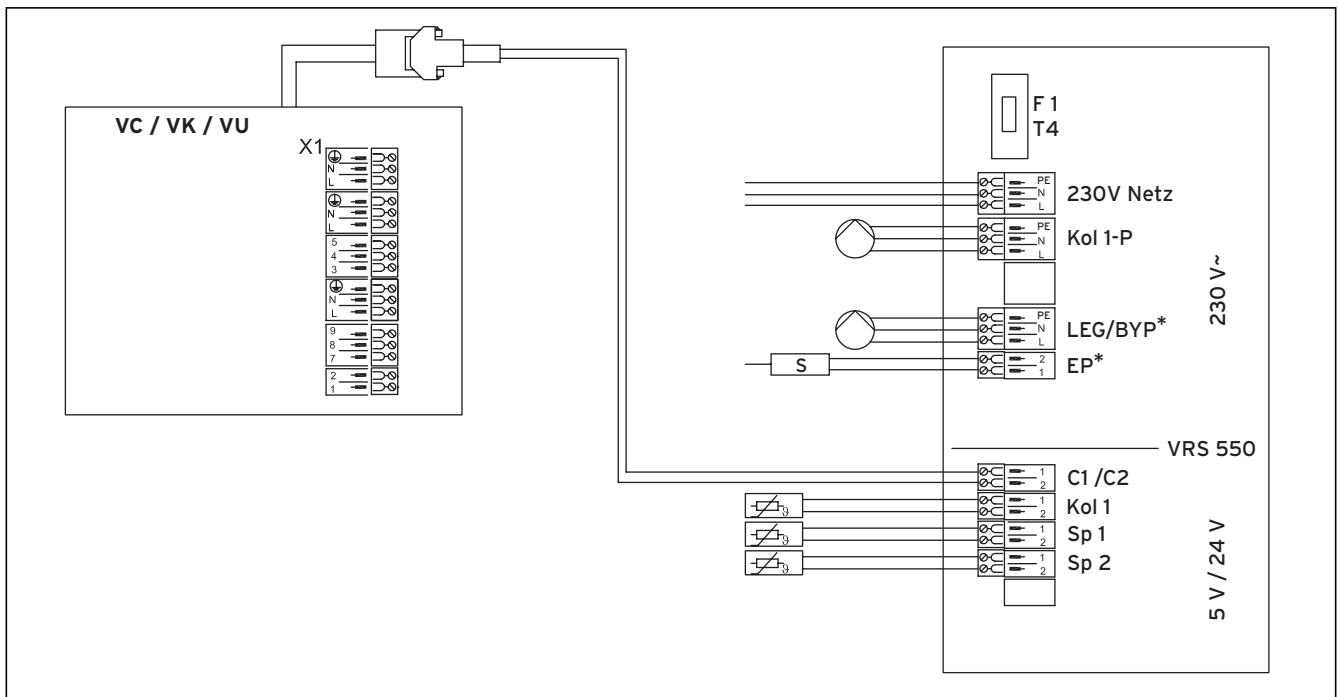 VC / VK / VU
X1
N
L
N
L
5
4
3
N
L
9
8
7
2
1
F 1
T4
PE
N
L
230V Netz
PE
N
L
Kol 1-P
PE
N
L
LEG/BYP*
S
2
1
EP*
230 V~
VRS 550
1
2
C1 /C2
ϑ
1
2
Kol 1
ϑ
1
2
Sp 1
ϑ
1
2
Sp 2
5 V / 24 V